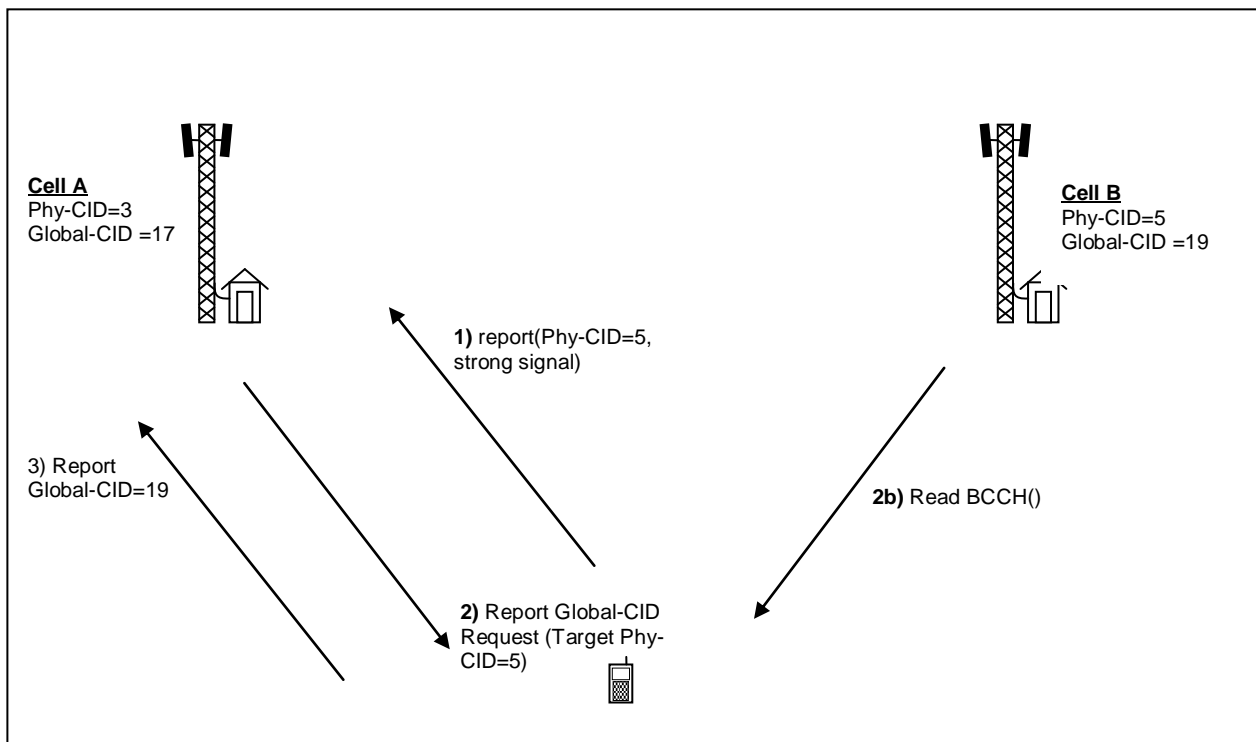 Cell A
Phy-CID=3
Global-CID =17
Cell B
Phy-CID=5
Global-CID =19
1) report(Phy-CID=5,
strong signal)
3) Report
Global-CID=19
2b) Read BCCH()
2) Report Global-CID
Request (Target Phy-
CID=5)